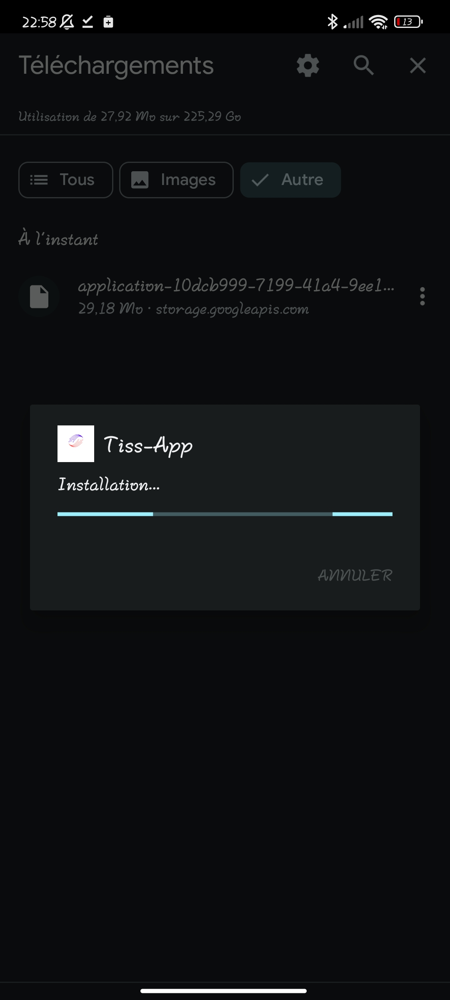 22:58
13
Téléchargements
Utilisation de 27,92 Mo sur 225,29 Go
Tous
Images
Autre
À l'instant
application-10dcb999-7199-41a4-9ee1...
29,18 Mo · storage.googleapis.com
Tiss-App
Installation...
ANNULER